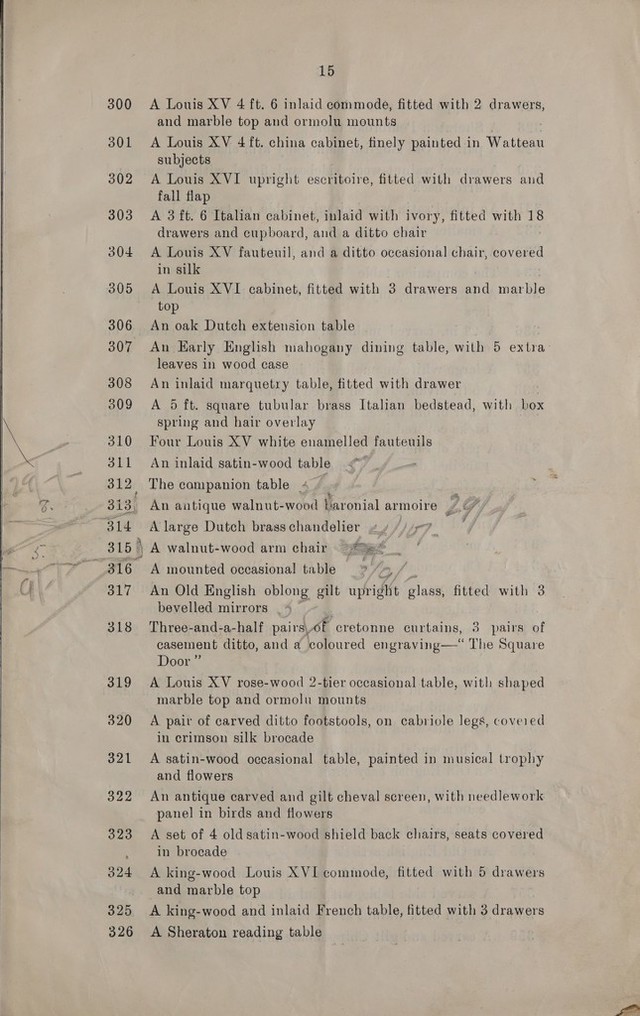 15
300 A Louis XV 4 ft. 6 inlaid commode, fitted with 2 drawers,
and marble top and ormolu mounts
301 A Louis XV 4 ft. china cabinet, finely painted in Watteau
subjects
302 A Louis XVI upright escritoire, fitted with drawers and
fall flap
303 A 3 ft. 6 Italian cabinet, inlaid with ivory, fitted with 18
drawers and cupboard, and a ditto chair
304 A Louis XV fauteuil, and a ditto occasional chair, covered
in silk
305 A Louis XVI cabinet, fitted with 3 drawers and marble
top
306 An oak Dutch extension table
307 An Early English mahogany dining table, with 5 extra
leaves in wood case
308 An inlaid marquetry table, fitted with drawer
309 A 5 ft. square tubular brass Italian bedstead, with box
spring and hair overlay
310 Four Louis XV white enamelled fauteuils
311 An inlaid satin-wood table
312 The companion table
313 An antique walnut-wood baronial armoire
314 A large Dutch brass chandelier
315 A walnut-wood arm chair
316 A mounted occasional table
317 An Old English oblong gilt upright glass, fitted with 3
bevelled mirrors
318 Three-and-a-half pairs of cretonne curtains, 3 pairs of
casement ditto, and a coloured engraving—“ The Square
Door ”
319 A Louis XV rose-wood 2-tier occasional table, with shaped
marble top and ormolu mounts
320 A pair of carved ditto footstools, on cabriole legs, covered
in crimson silk brocade
321 A satin-wood occasional table, painted in musical trophy
and flowers
322 An antique carved and gilt cheval screen, with needlework
panel in birds and flowers
323 A set of 4 old satin-wood shield back chairs, seats covered
in brocade
324 A king-wood Louis XVI commode, fitted with 5 drawers
and marble top
325 A king-wood and inlaid French table, fitted with 3 drawers
326 A Sheraton reading table